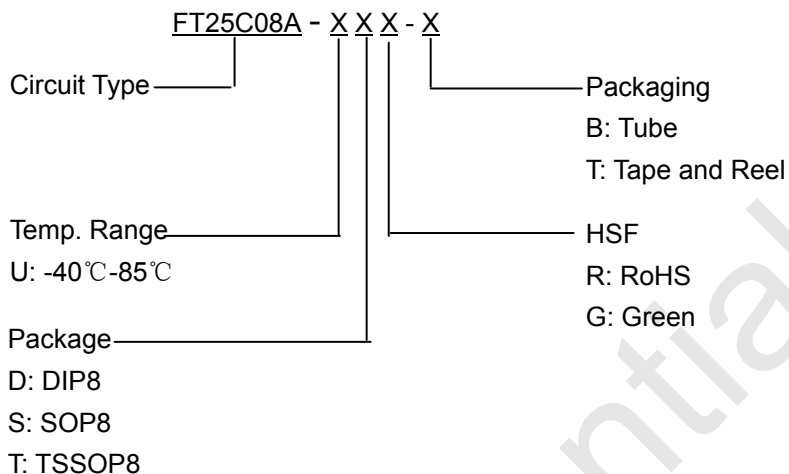 FT25C08A - X X X - X
Circuit Type
Packaging
B: Tube
T: Tape and Reel
Temp. Range
U: -40℃-85℃
HSF
R: RoHS
G: Green
Package
D: DIP8
S: SOP8
T: TSSOP8
ntial